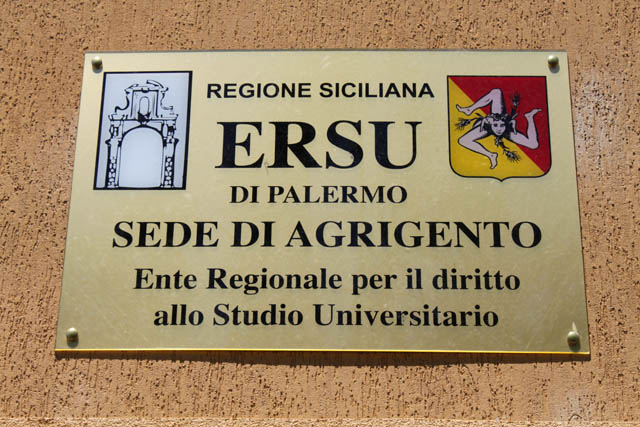 REGIONE SICILIANA
ERSU
DI PALERMO
SEDE DI AGRIGENTO
Ente Regionale per il diritto
allo Studio Universitario